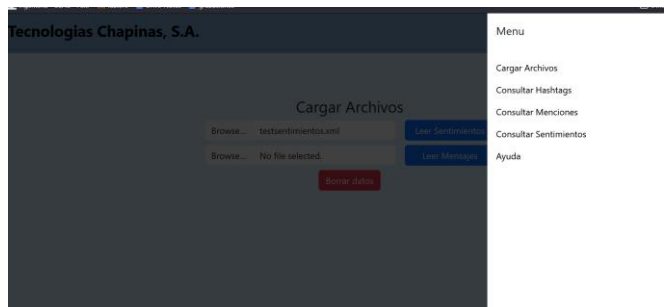 Tecnologias Chapinas, S.A.
Menu
Cargar Archivos
Consultar Hashtags
Consultar Menciones
Consultar Sentimientos
Ayuda
Cargar Archivos
Browse... testsentimientos.xml Leer Sentimientos
Browse... No file selected. Leer Mensajes
Borrar datos